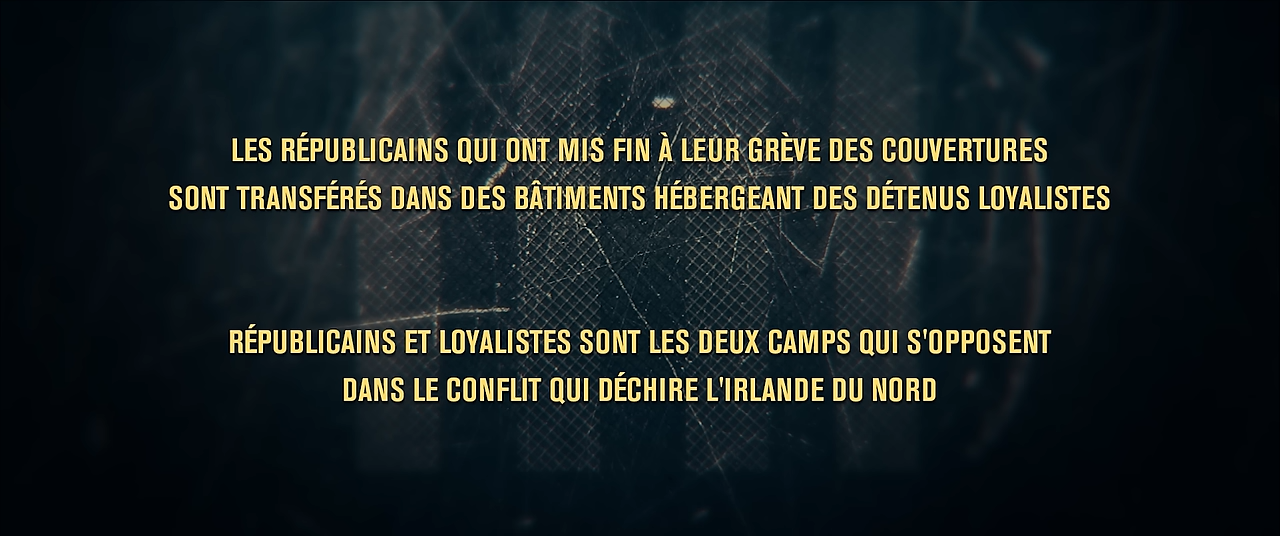 LES RÉPUBLICAINS QUI ONT MIS FIN À LEUR GRÈVE DES COUVERTURES
SONT TRANSFÉRÉS DANS DES BÂTIMENTS HÉBERGEANT DES DÉTENUS LOYALISTES
RÉPUBLICAINS ET LOYALISTES SONT LES DEUX CAMPS QUI S'OPPOSENT
DANS LE CONFLIT QUI DÉCHIRE L'IRLANDE DU NORD